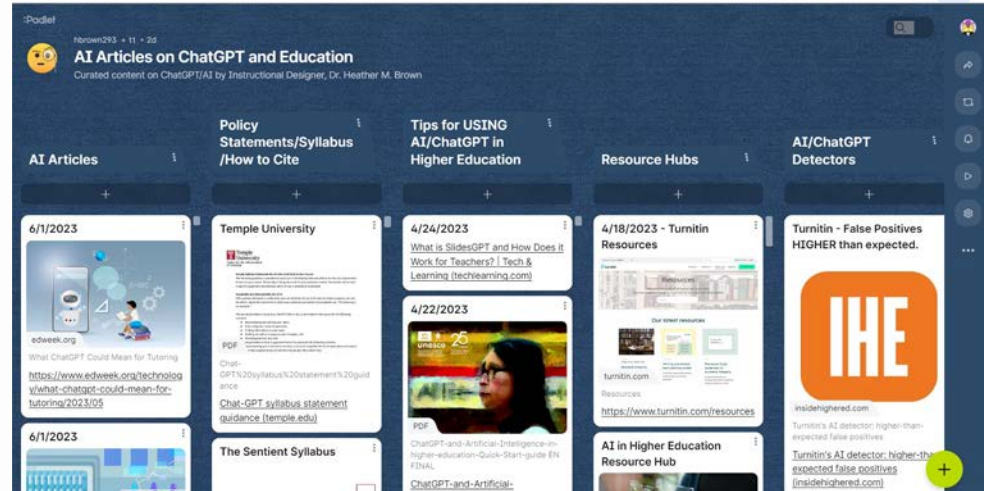 :Padlet
hbrown293 + 11 • 2d
AI Articles on ChatGPT and Education
Curated content on ChatGPT/AI by Instructional Designer, Dr. Heather M. Brown
AI Articles
6/1/2023
edweek.org
What ChatGPT Could Mean for Tutoring
https://www.edweek.org/technolog
y/what-chatgpt-could-mean-for-
tutoring/2023/05
6/1/2023
Policy
Statements/Syllabus
/How to Cite
Temple University
Temple
University
PDF
Chat-
GPT%20syllabus%20statement%20guid
ance
Chat-GPT syllabus statement
guidance (temple.edu)
The Sentient Syllabus
Tips for USING
AI/ChatGPT in
Higher Education
4/24/2023
What is SlidesGPT and How Does it
Work for Teachers? | Tech &
Learning (techlearning.com)
4/22/2023
unesco
25
PDF
ChatGPT-and-Artificial-Intelligence-in-
higher-education-Quick-Start-guide EN
FINAL
ChatGPT-and-Artificial-
Resource Hubs
4/18/2023 - Turnitin
Resources
Resources
Our latest resources
turnitin.com
Resources
https://www.turnitin.com/resources
AI in Higher Education
Resource Hub
AI/ChatGPT
Detectors
Turnitin - False Positives
HIGHER than expected.
IHE
insidehighered.com
Turnitin's AI detector: higher-than-
expected false positives
Turnitin's AI detector: higher-tha
expected false positives
(insidehighered.com)